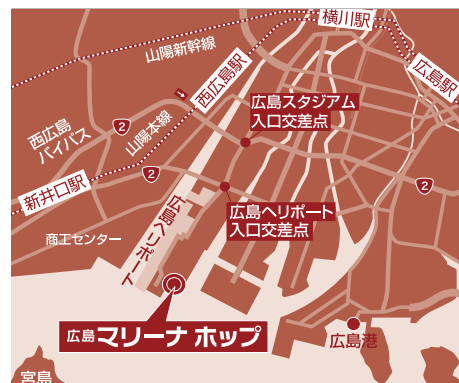 横川駅
山陽新幹線
西広島駅
広島駅
広島スタジアム
入口交差点
2
西広島
バイパス
山陽本線
2
2
新井口駅
広島ヘリポート
入口交差点
商工センター
広島ヘリポート
広島 マリーナ ホップ
広島港
宮島